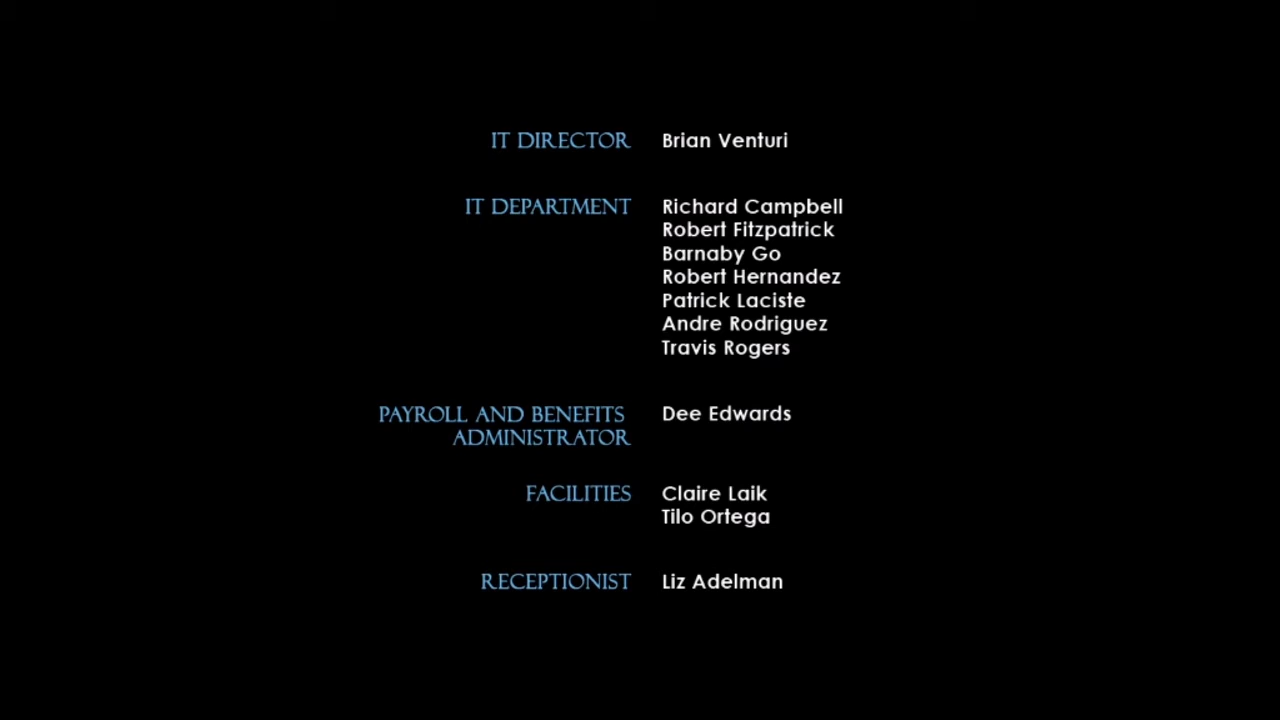 IT DIRECTOR Brian Venturi
IT DEPARTMENT Richard Campbell
Robert Fitzpatrick
Barnaby Go
Robert Hernandez
Patrick Laciste
Andre Rodriguez
Travis Rogers
PAYROLL AND BENEFITS Dee Edwards
ADMINISTRATOR
FACILITIES Claire Laik
Tilo Ortega
RECEPTIONIST Liz Adelman